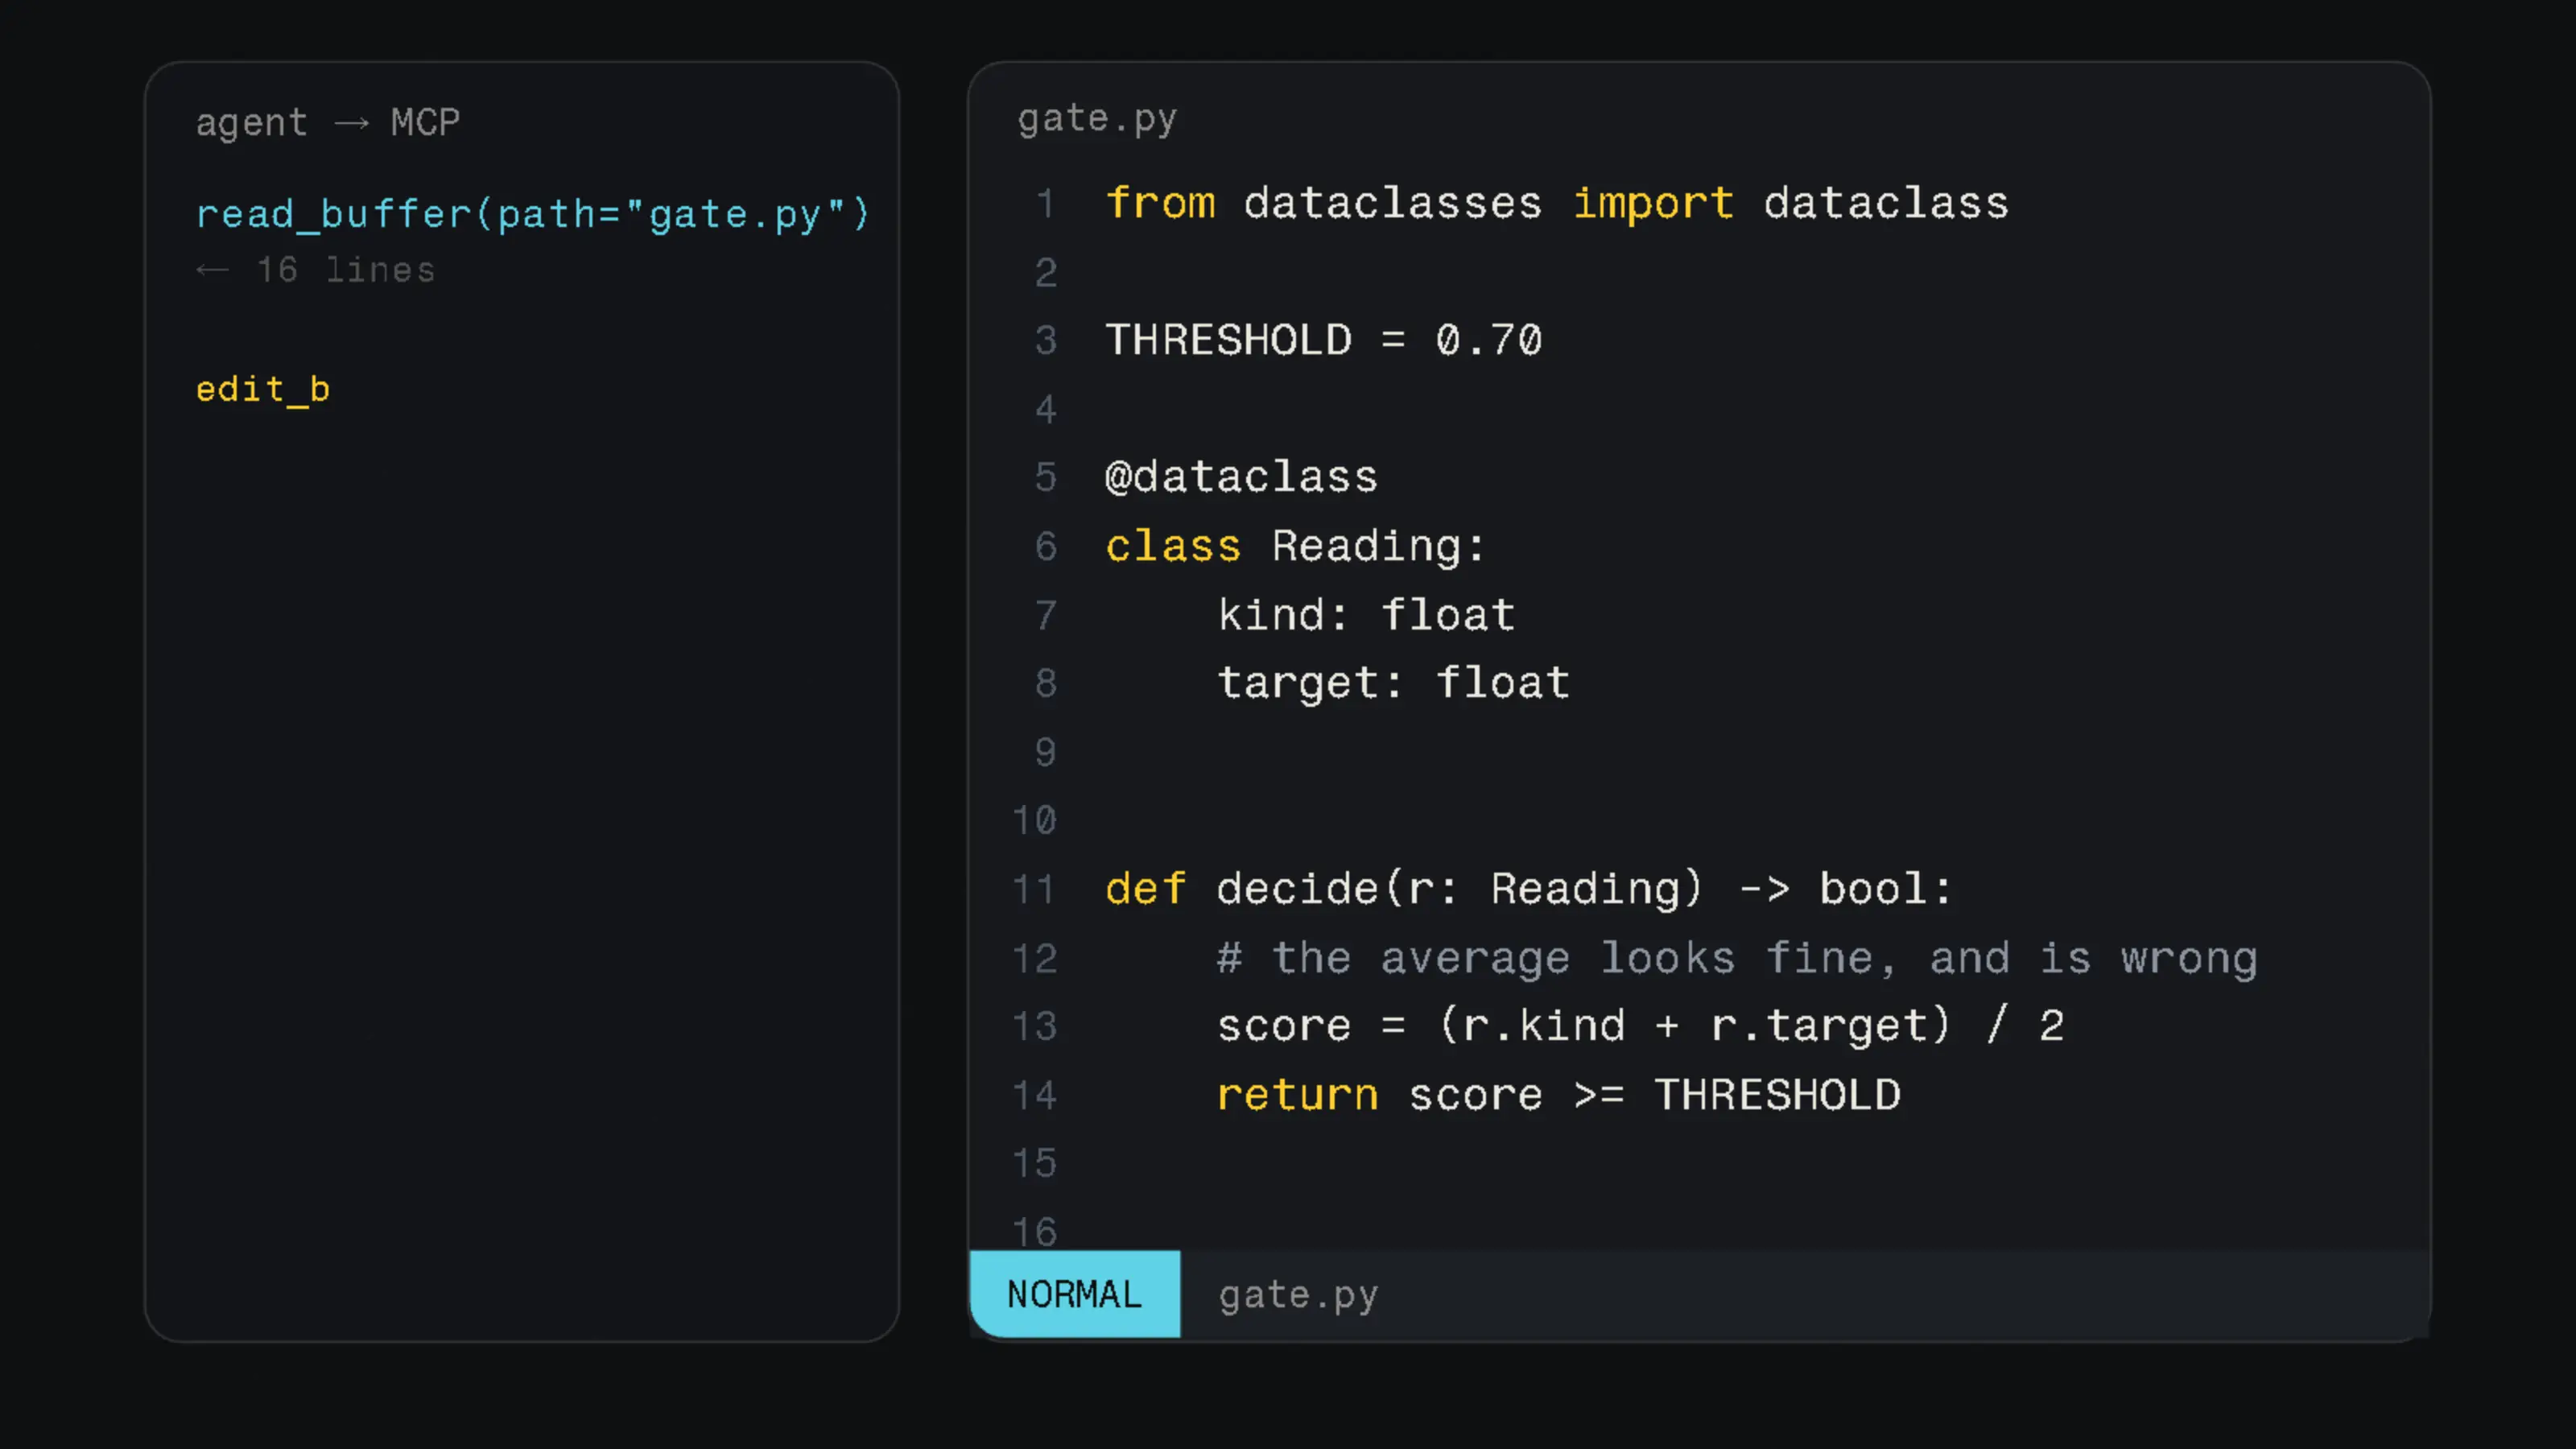 agent → MCP
read_buffer(path="gate.py")
← 16 lines
edit_b
gate.py
1 from dataclasses import dataclass
2
3 THRESHOLD = 0.70
4
5 @dataclass
6 class Reading:
7     kind: float
8     target: float
9
10
11 def decide(r: Reading) -> bool:
12     # the average looks fine, and is wrong
13     score = (r.kind + r.target) / 2
14     return score >= THRESHOLD
15
16
NORMAL gate.py